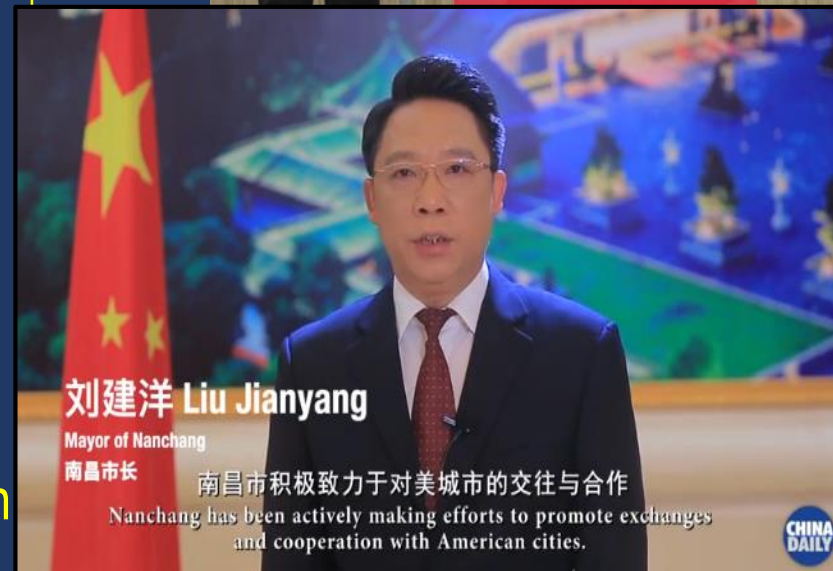 刘建洋 Liu Jianyang
Mayor of Nanchang
南昌市长
南昌市积极致力于对美城市的交往与合作
Nanchang has been actively making efforts to promote exchanges
and cooperation with American cities.
n
CHINA
DAILY